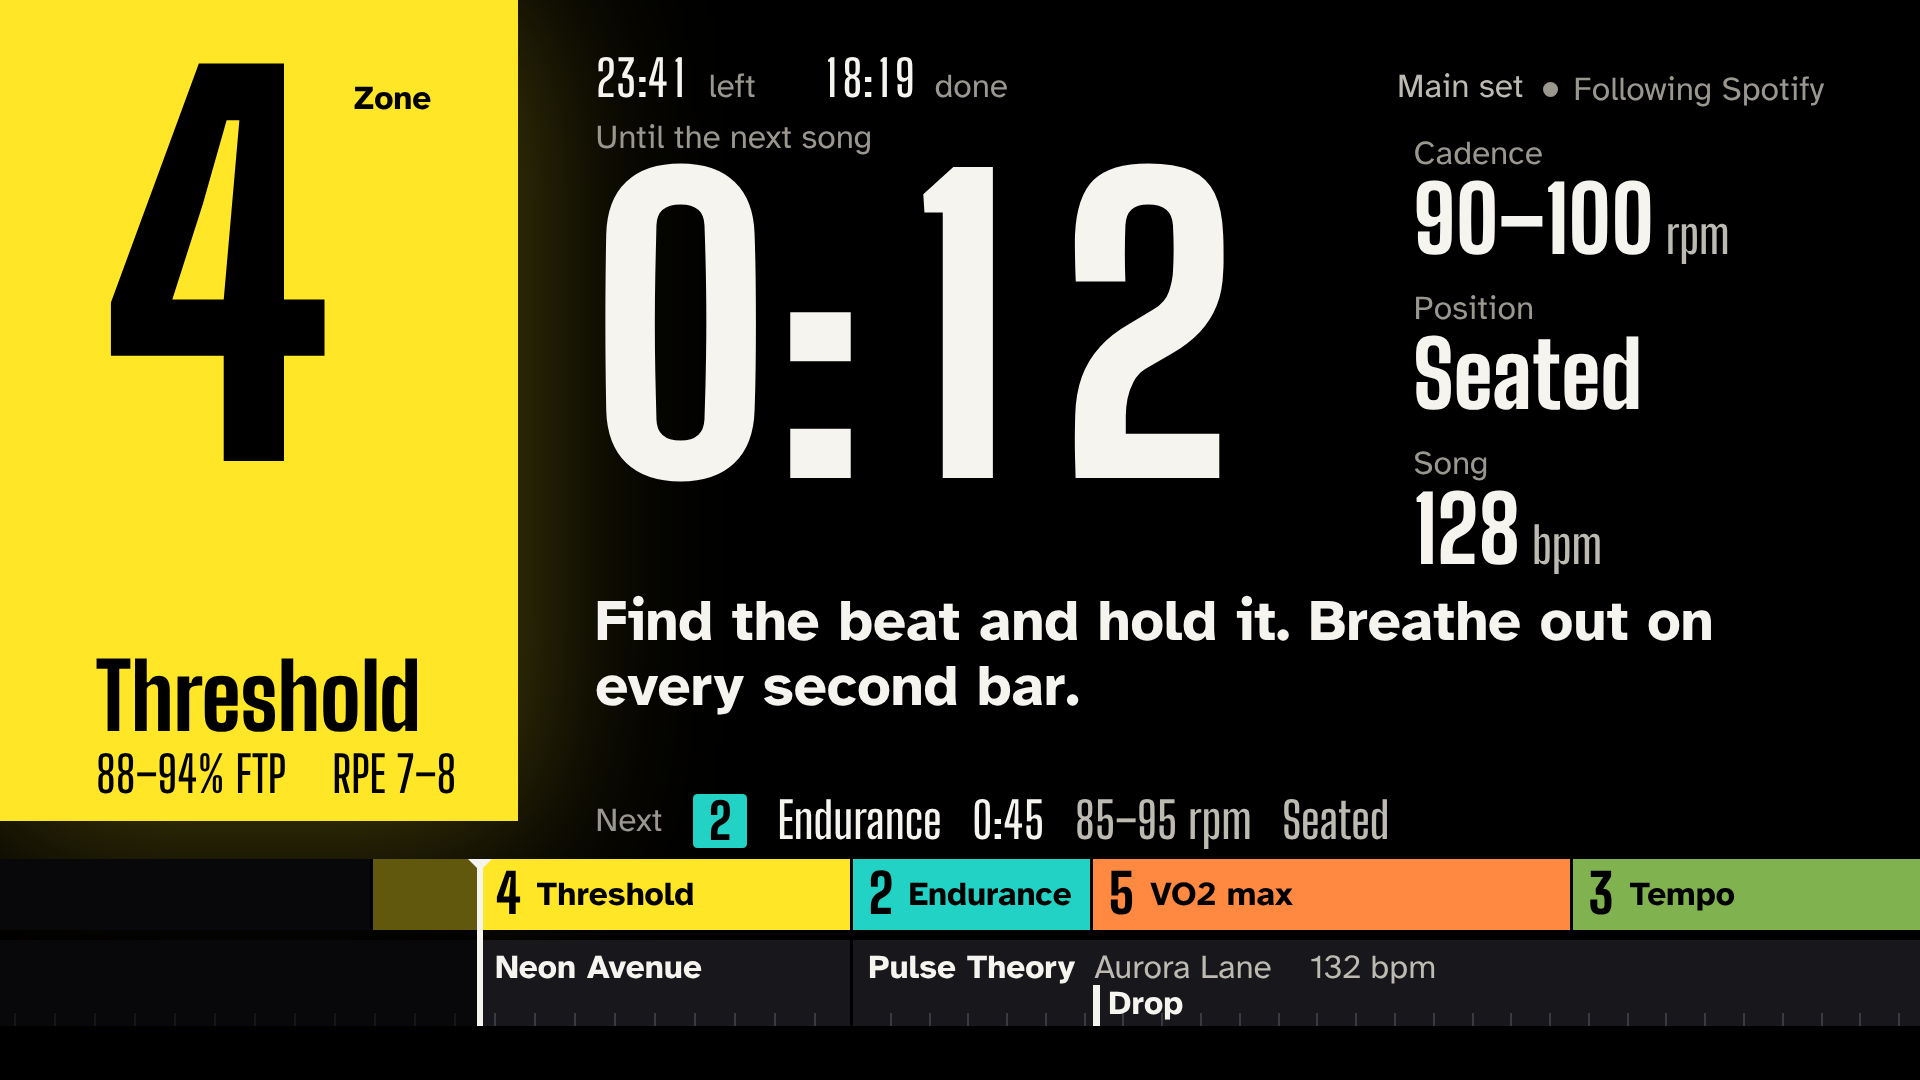 4 Zone
Threshold
88–94% FTP RPE 7–8
23:41 left 18:19 done
Until the next song
0:12
Main set ● Following Spotify
Cadence
90–100 rpm
Position
Seated
Song
128 bpm
Find the beat and hold it. Breathe out on
every second bar.
Next 2 Endurance 0:45 85–95 rpm Seated
4 Threshold 2 Endurance 5 VO2 max 3 Tempo
Neon Avenue Pulse Theory Aurora Lane 132 bpm
Drop